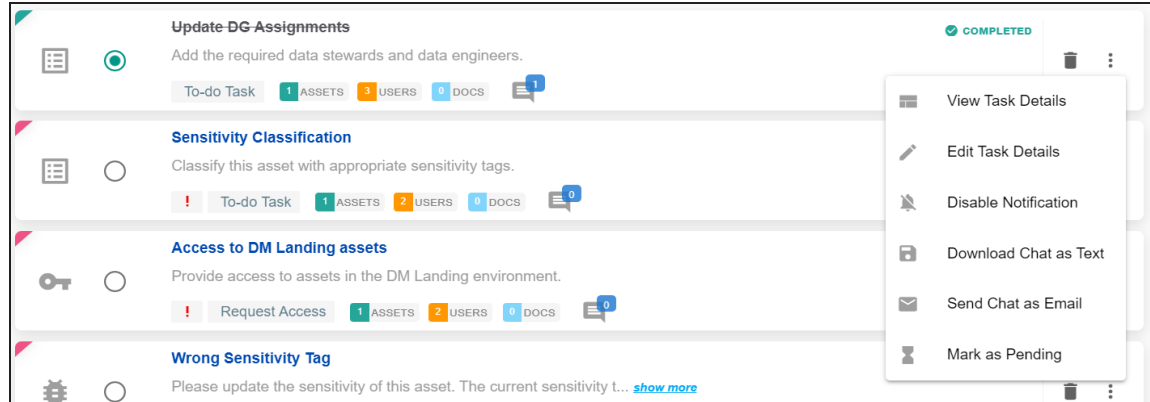 Update DG Assignments
COMPLETED
Add the required data stewards and data engineers.
To-do Task 1 ASSETS 3 USERS 0 DOCS 1
Sensitivity Classification
Classify this asset with appropriate sensitivity tags.
! To-do Task 1 ASSETS 2 USERS 0 DOCS 0
Access to DM Landing assets
Provide access to assets in the DM Landing environment.
! Request Access 1 ASSETS 2 USERS 0 DOCS 0
Wrong Sensitivity Tag
Please update the sensitivity of this asset. The current sensitivity t... show more
View Task Details
Edit Task Details
Disable Notification
Download Chat as Text
Send Chat as Email
Mark as Pending